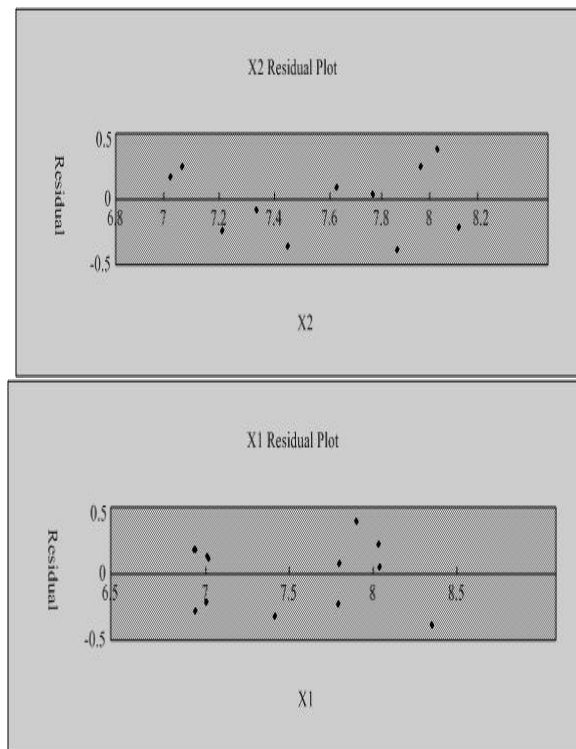 X2 Residual Plot
Residual
0.5
0
6.8 7 7.2 7.4 7.6 7.8 8 8.2
-0.5
X2
X1 Residual Plot
Residual
0.5
0
6.5 7 7.5 8 8.5
-0.5
X1